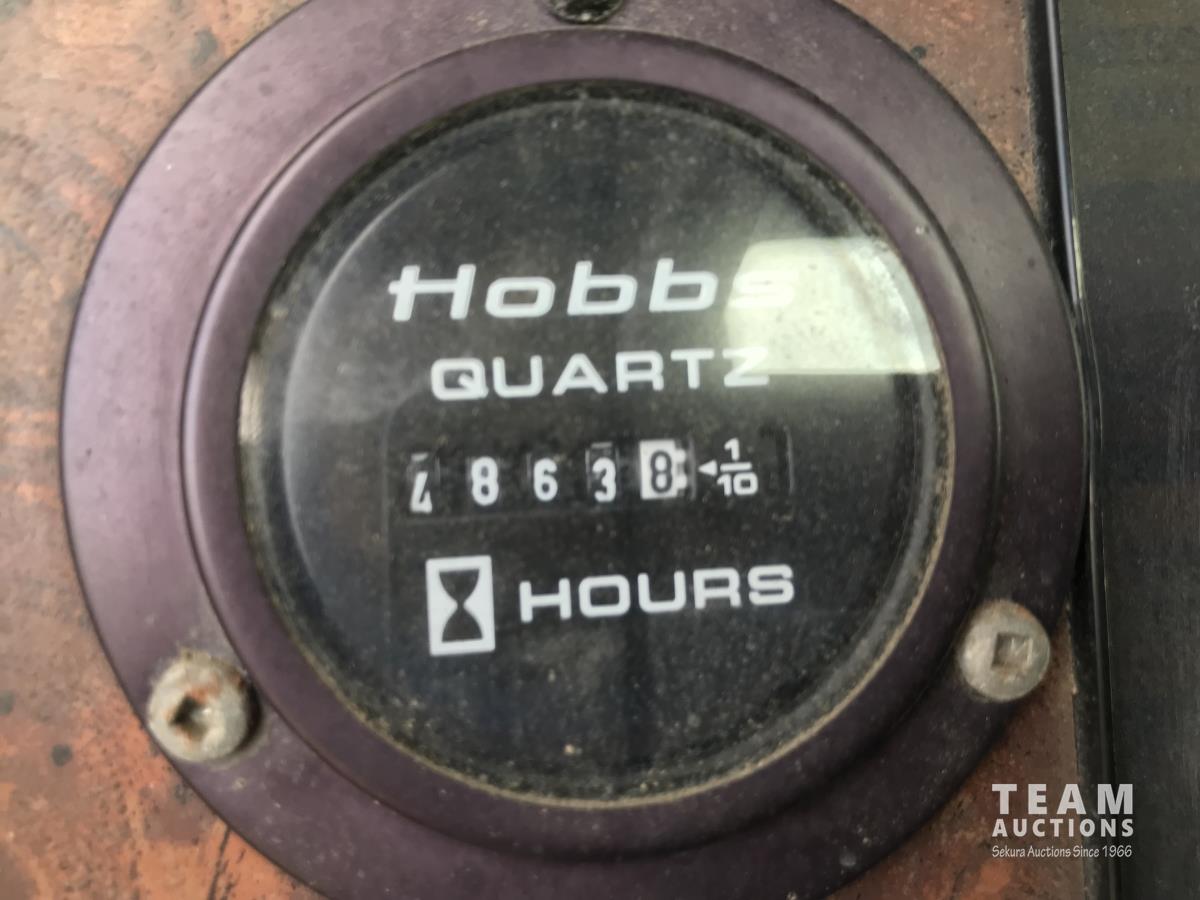 Hobbs
QUARTZ
4 8 6 3 8 1/10
HOURS
TEAM
AUCTIONS
Sekura Auctions Since 1966